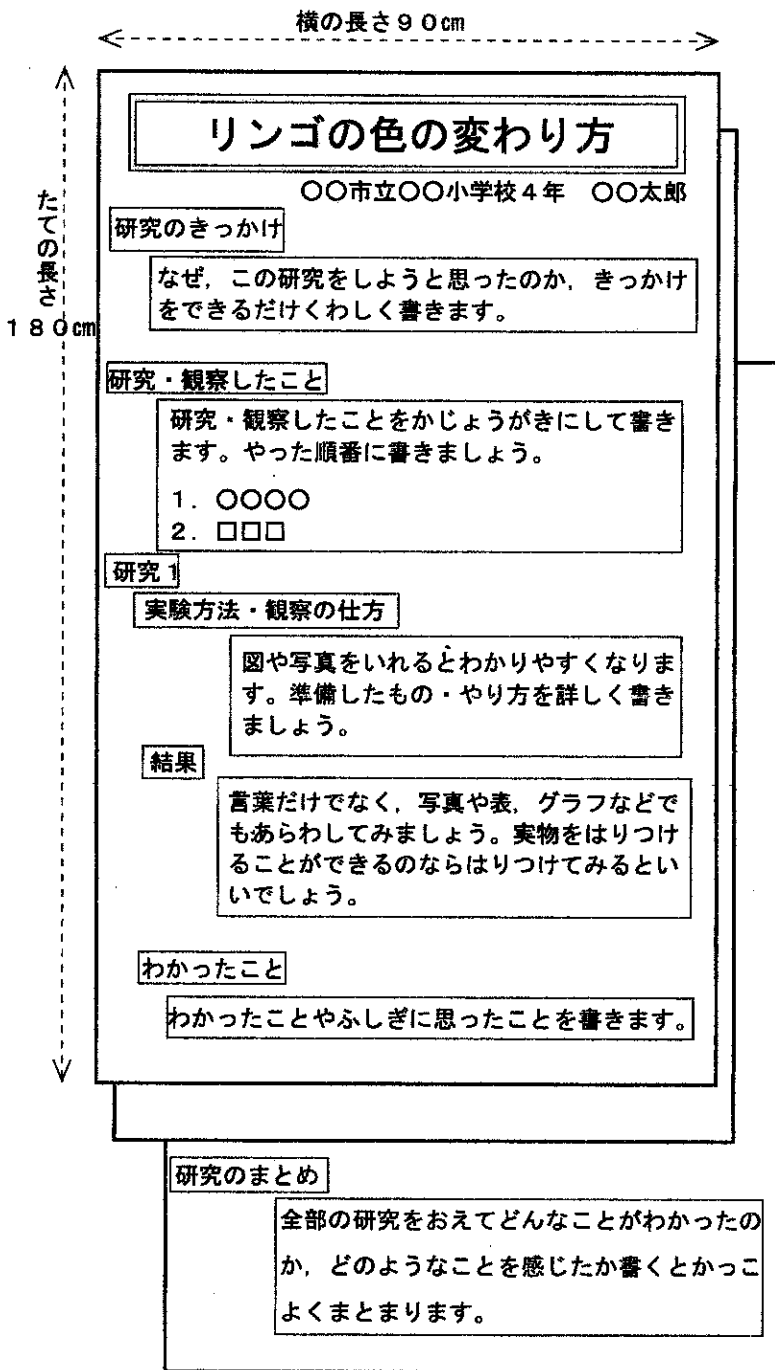 横の長さ90cm
たての長さ
180cm
リンゴの色の変わり方
○○市立○○小学校4年 ○○太郎
研究のきっかけ
なぜ，この研究をしようと思ったのか，きっかけ
をできるだけくわしく書きます。
研究・観察したこと
研究・観察したことをかじょうがきにして書き
ます。やった順番に書きましょう。
1．○○○○
2．□□□
研究1
実験方法・観察の仕方
図や写真をいれるとわかりやすくなりま
す。準備したもの・やり方を詳しく書き
ましょう。
結果
言葉だけでなく，写真や表，グラフなどで
もあらわしてみましょう。実物をはりつけ
ることができるのならはりつけてみるとい
いでしょう。
わかったこと
わかったことやふしぎに思ったことを書きます。
研究のまとめ
全部の研究をおえてどんなことがわかったの
か，どのようなことを感じたか書くとかっこ
よくまとまります。